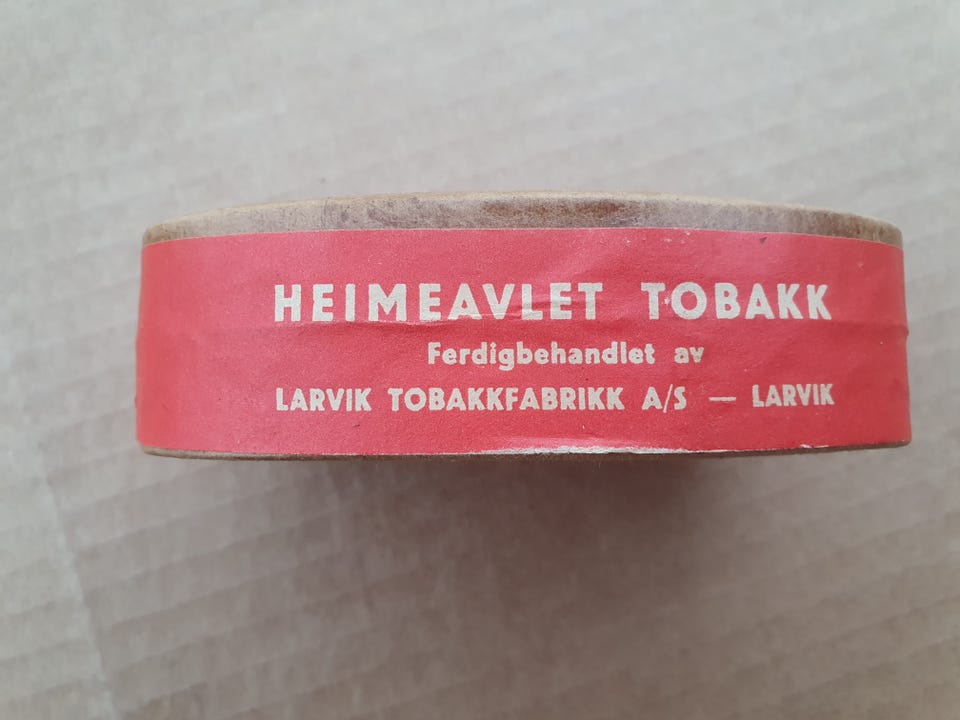 HEIMEAVLET TOBAKK
Ferdigbehandlet av
LARVIK TOBAKKFABRIKK A/S — LARVIK